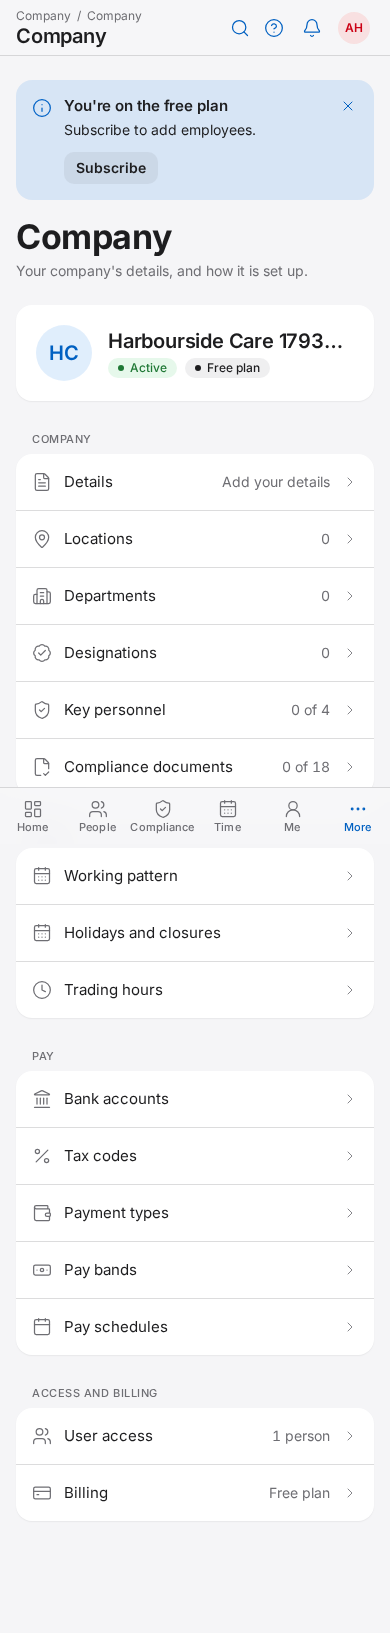 Company / Company
Company
AH
You're on the free plan
Subscribe to add employees.
Subscribe
Company
Your company's details, and how it is set up.
HC
Harbourside Care 1793...
Active
Free plan
COMPANY
Details Add your details
Locations 0
Departments 0
Designations 0
Key personnel 0 of 4
Compliance documents 0 of 18
Home People Compliance Time Me More
Working pattern
Holidays and closures
Trading hours
PAY
Bank accounts
Tax codes
Payment types
Pay bands
Pay schedules
ACCESS AND BILLING
User access 1 person
Billing Free plan